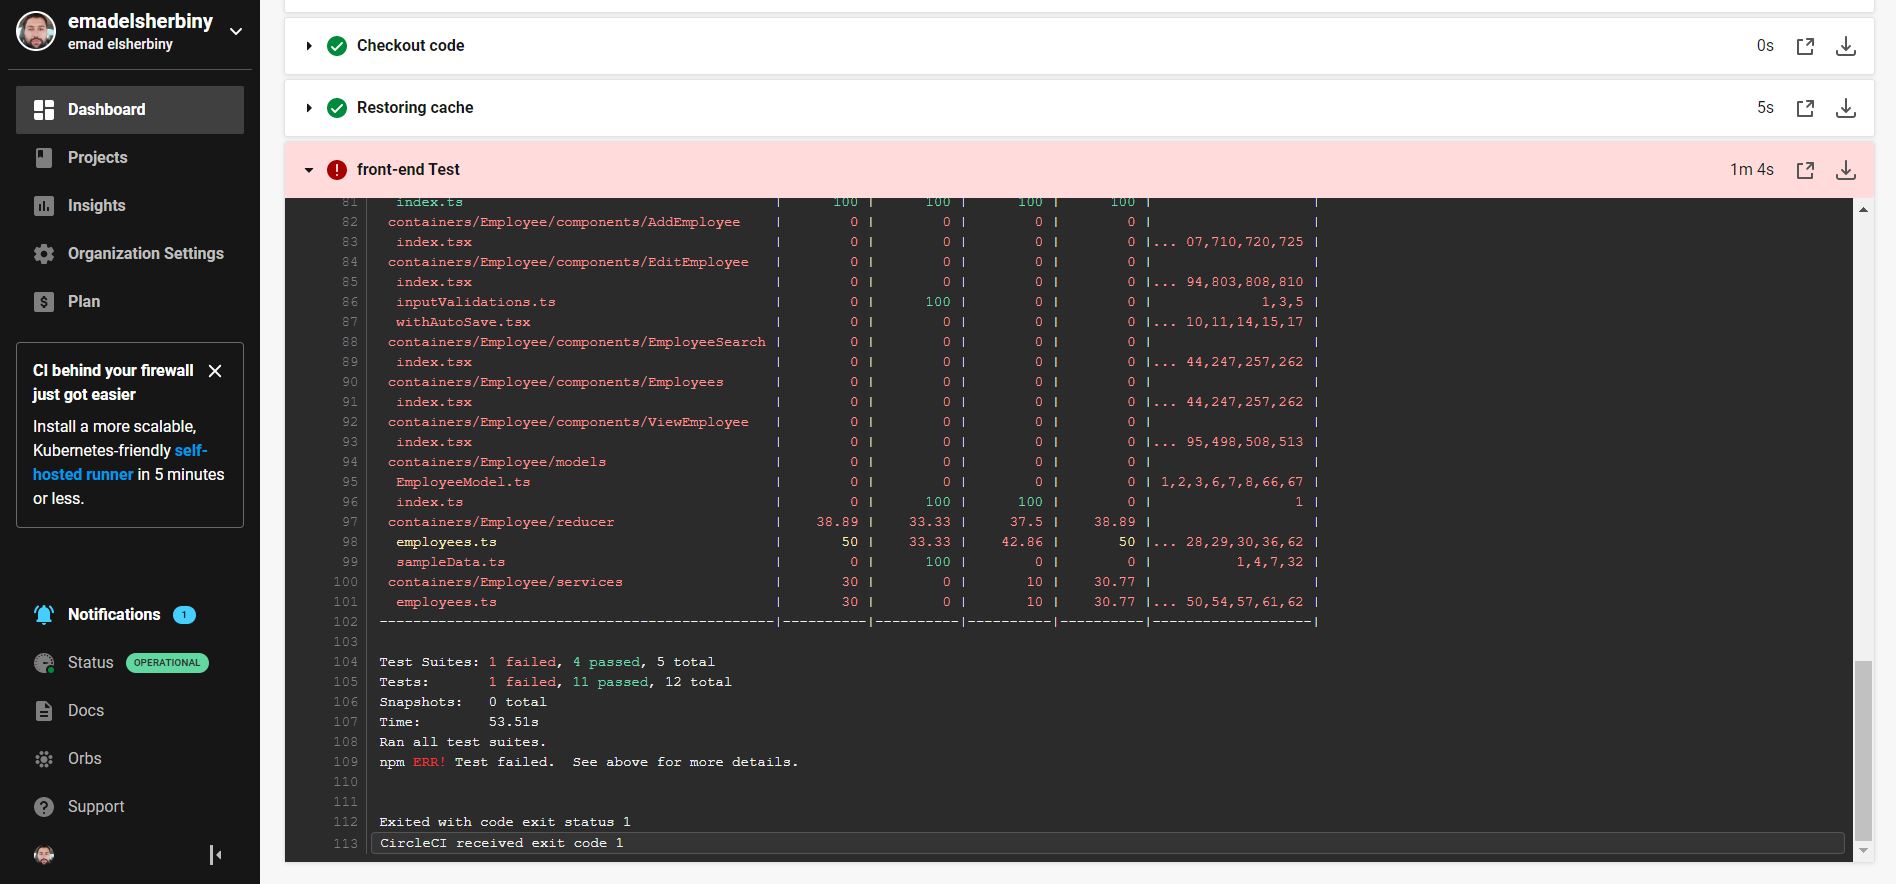 emadelsherbiny
emad elsherbiny
Dashboard
Projects
Insights
Organization Settings
Plan
CI behind your firewall
just got easier
Install a more scalable,
Kubernetes-friendly self-
hosted runner in 5 minutes
or less.
Notifications 1
Status OPERATIONAL
Docs
Orbs
Support
Checkout code 0s
Restoring cache 5s
! front-end Test 1m 4s
81 index.ts | 100 | 100 | 100 | 100 | |
82 containers/Employee/components/AddEmployee | 0 | 0 | 0 | 0 | |
83 index.tsx | 0 | 0 | 0 | 0 |... 07,710,720,725 |
84 containers/Employee/components/EditEmployee | 0 | 0 | 0 | 0 | |
85 index.tsx | 0 | 0 | 0 | 0 |... 94,803,808,810 |
86 inputValidations.ts | 0 | 100 | 0 | 0 | 1,3,5 |
87 withAutoSave.tsx | 0 | 0 | 0 | 0 |... 10,11,14,15,17 |
88 containers/Employee/components/EmployeeSearch | 0 | 0 | 0 | 0 | |
89 index.tsx | 0 | 0 | 0 | 0 |... 44,247,257,262 |
90 containers/Employee/components/Employees | 0 | 0 | 0 | 0 | |
91 index.tsx | 0 | 0 | 0 | 0 |... 44,247,257,262 |
92 containers/Employee/components/ViewEmployee | 0 | 0 | 0 | 0 | |
93 index.tsx | 0 | 0 | 0 | 0 |... 95,498,508,513 |
94 containers/Employee/models | 0 | 0 | 0 | 0 | |
95 EmployeeModel.ts | 0 | 0 | 0 | 0 | 1,2,3,6,7,8,66,67 |
96 index.ts | 0 | 100 | 100 | 0 | 1 |
97 containers/Employee/reducer | 38.89 | 33.33 | 37.5 | 38.89 | |
98 employees.ts | 50 | 33.33 | 42.86 | 50 |... 28,29,30,36,62 |
99 sampleData.ts | 0 | 100 | 0 | 0 | 1,4,7,32 |
100 containers/Employee/services | 30 | 0 | 10 | 30.77 | |
101 employees.ts | 30 | 0 | 10 | 30.77 |... 50,54,57,61,62 |
102 -----------------------------------------------|----------|----------|----------|----------|-------------------|
103
104 Test Suites: 1 failed, 4 passed, 5 total
105 Tests: 1 failed, 11 passed, 12 total
106 Snapshots: 0 total
107 Time: 53.51s
108 Ran all test suites.
109 npm ERR! Test failed. See above for more details.
110
111
112 Exited with code exit status 1
113 CircleCI received exit code 1